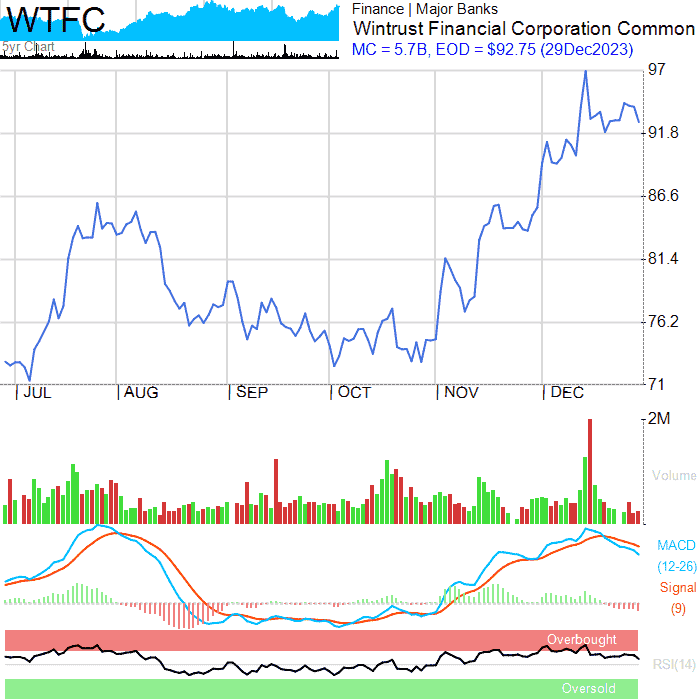 WTFC
5yr Chart
Finance | Major Banks
Wintrust Financial Corporation Common
MC = 5.7B, EOD = $92.75 (29Dec2023)
97
91.8
86.6
81.4
76.2
71
JUL AUG SEP OCT NOV DEC
2M
Volume
MACD
(12-26)
Signal
(9)
Overbought
RSI(14)
Oversold